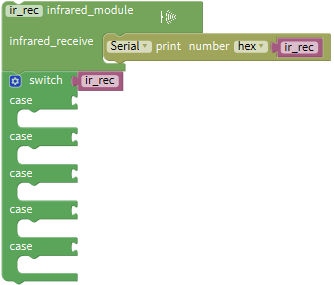 ir_rec infrared_module
infrared_receive Serial print number hex ir_rec
switch ir_rec
case
case
case
case
case